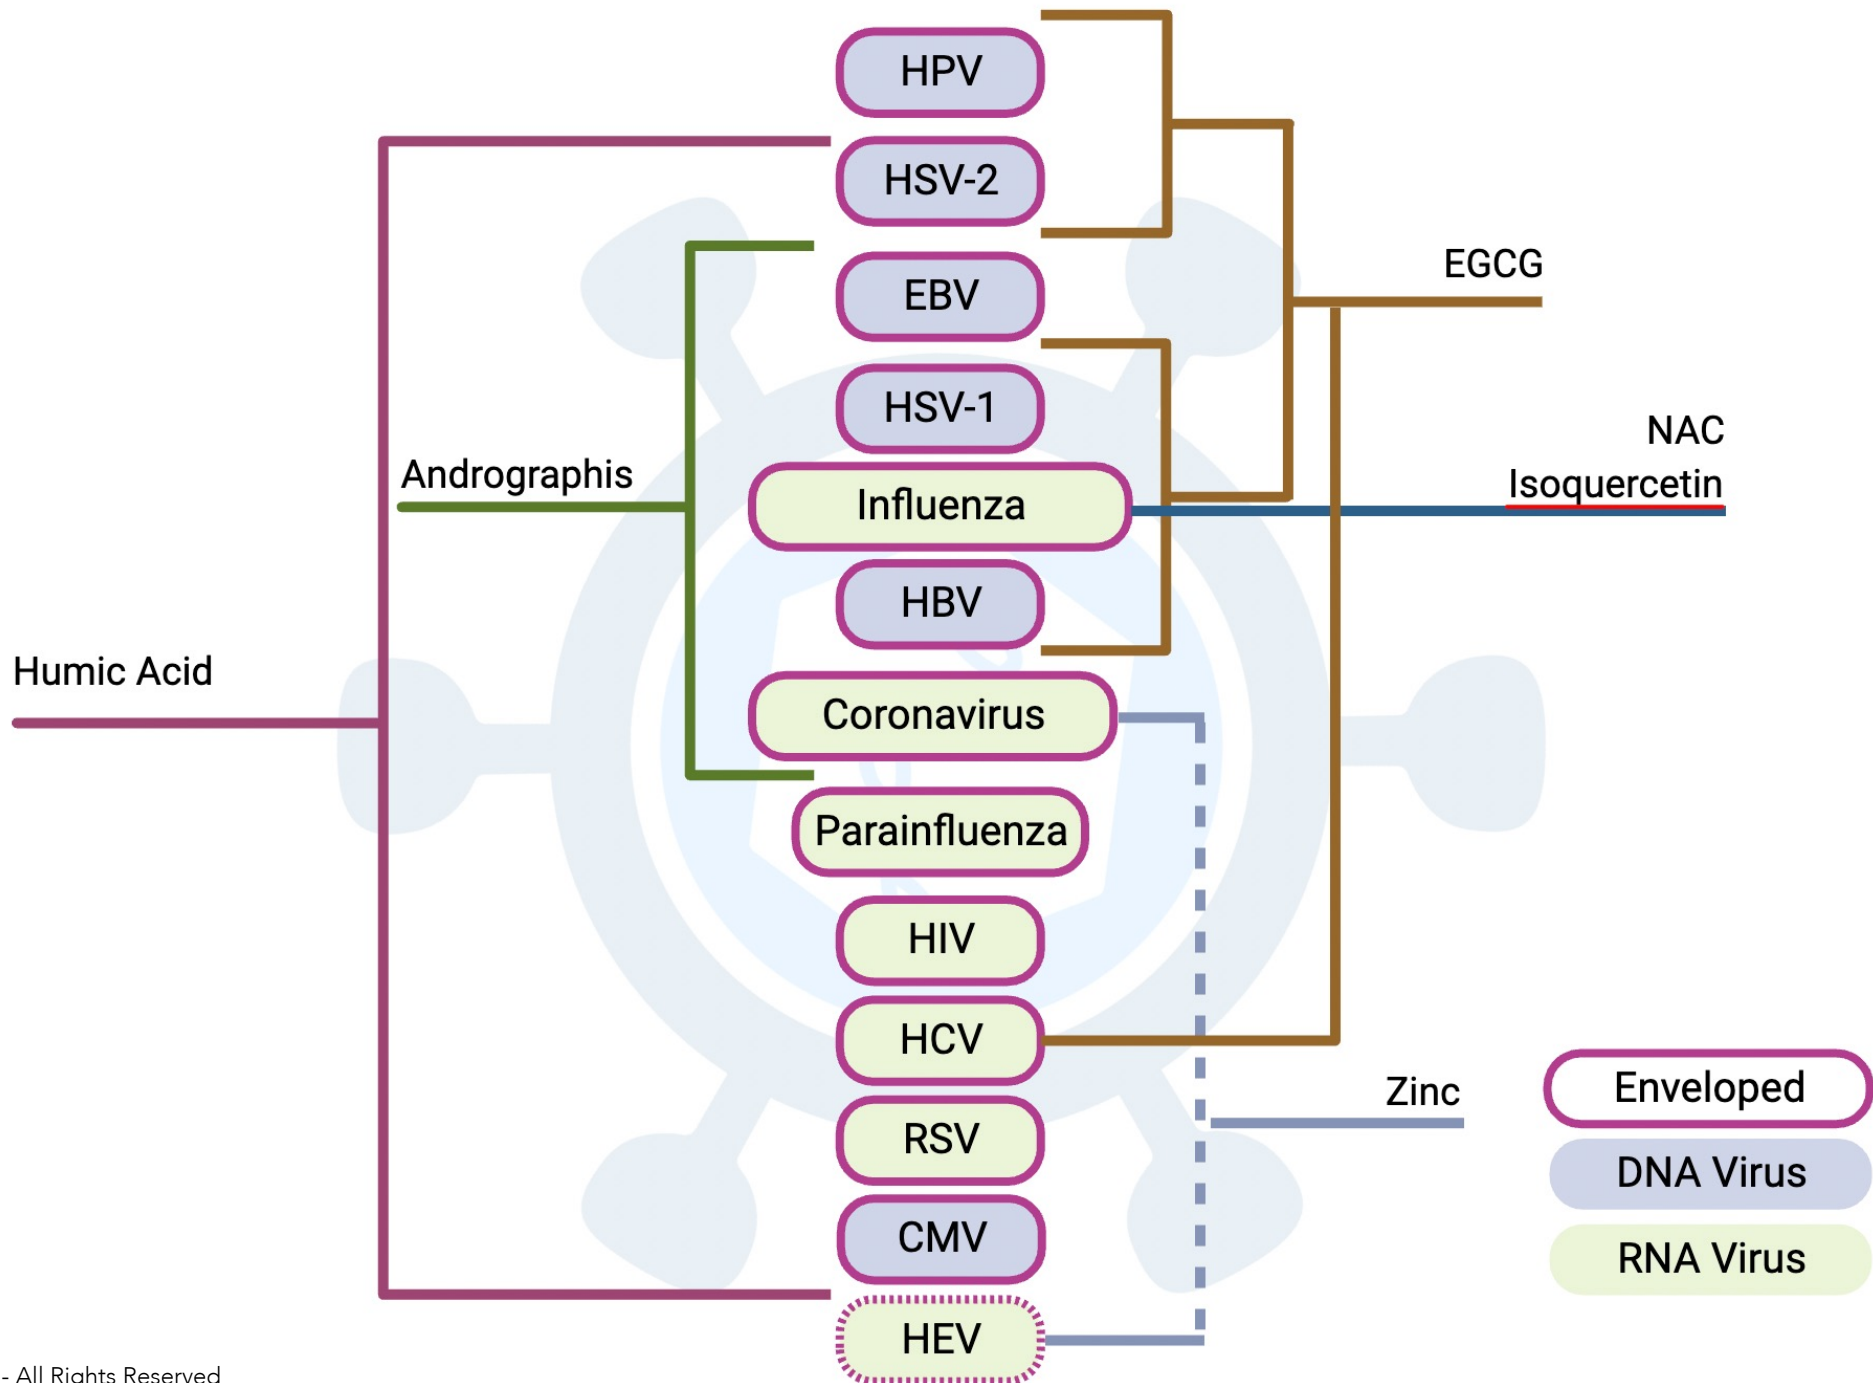 HPV
HSV-2
EBV
EGCG
HSV-1
NAC
Andrographis
Isoquercetin
Influenza
HBV
Humic Acid
Coronavirus
Parainfluenza
HIV
HCV
Zinc
Enveloped
RSV
DNA Virus
CMV
RNA Virus
HEV
- All Rights Reserved